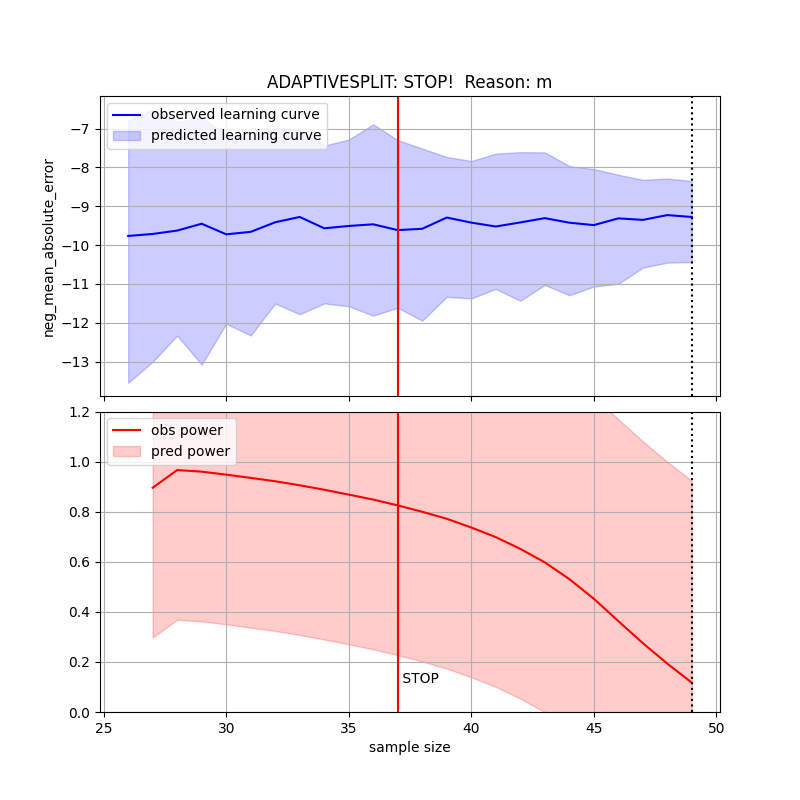 ADAPTIVESPLIT: STOP!  Reason: m
observed learning curve
predicted learning curve
neg_mean_absolute_error
−7
−8
−9
−10
−11
−12
−13
obs power
pred power
1.2
1.0
0.8
0.6
0.4
0.2
0.0
STOP
25
30
35
40
45
50
sample size